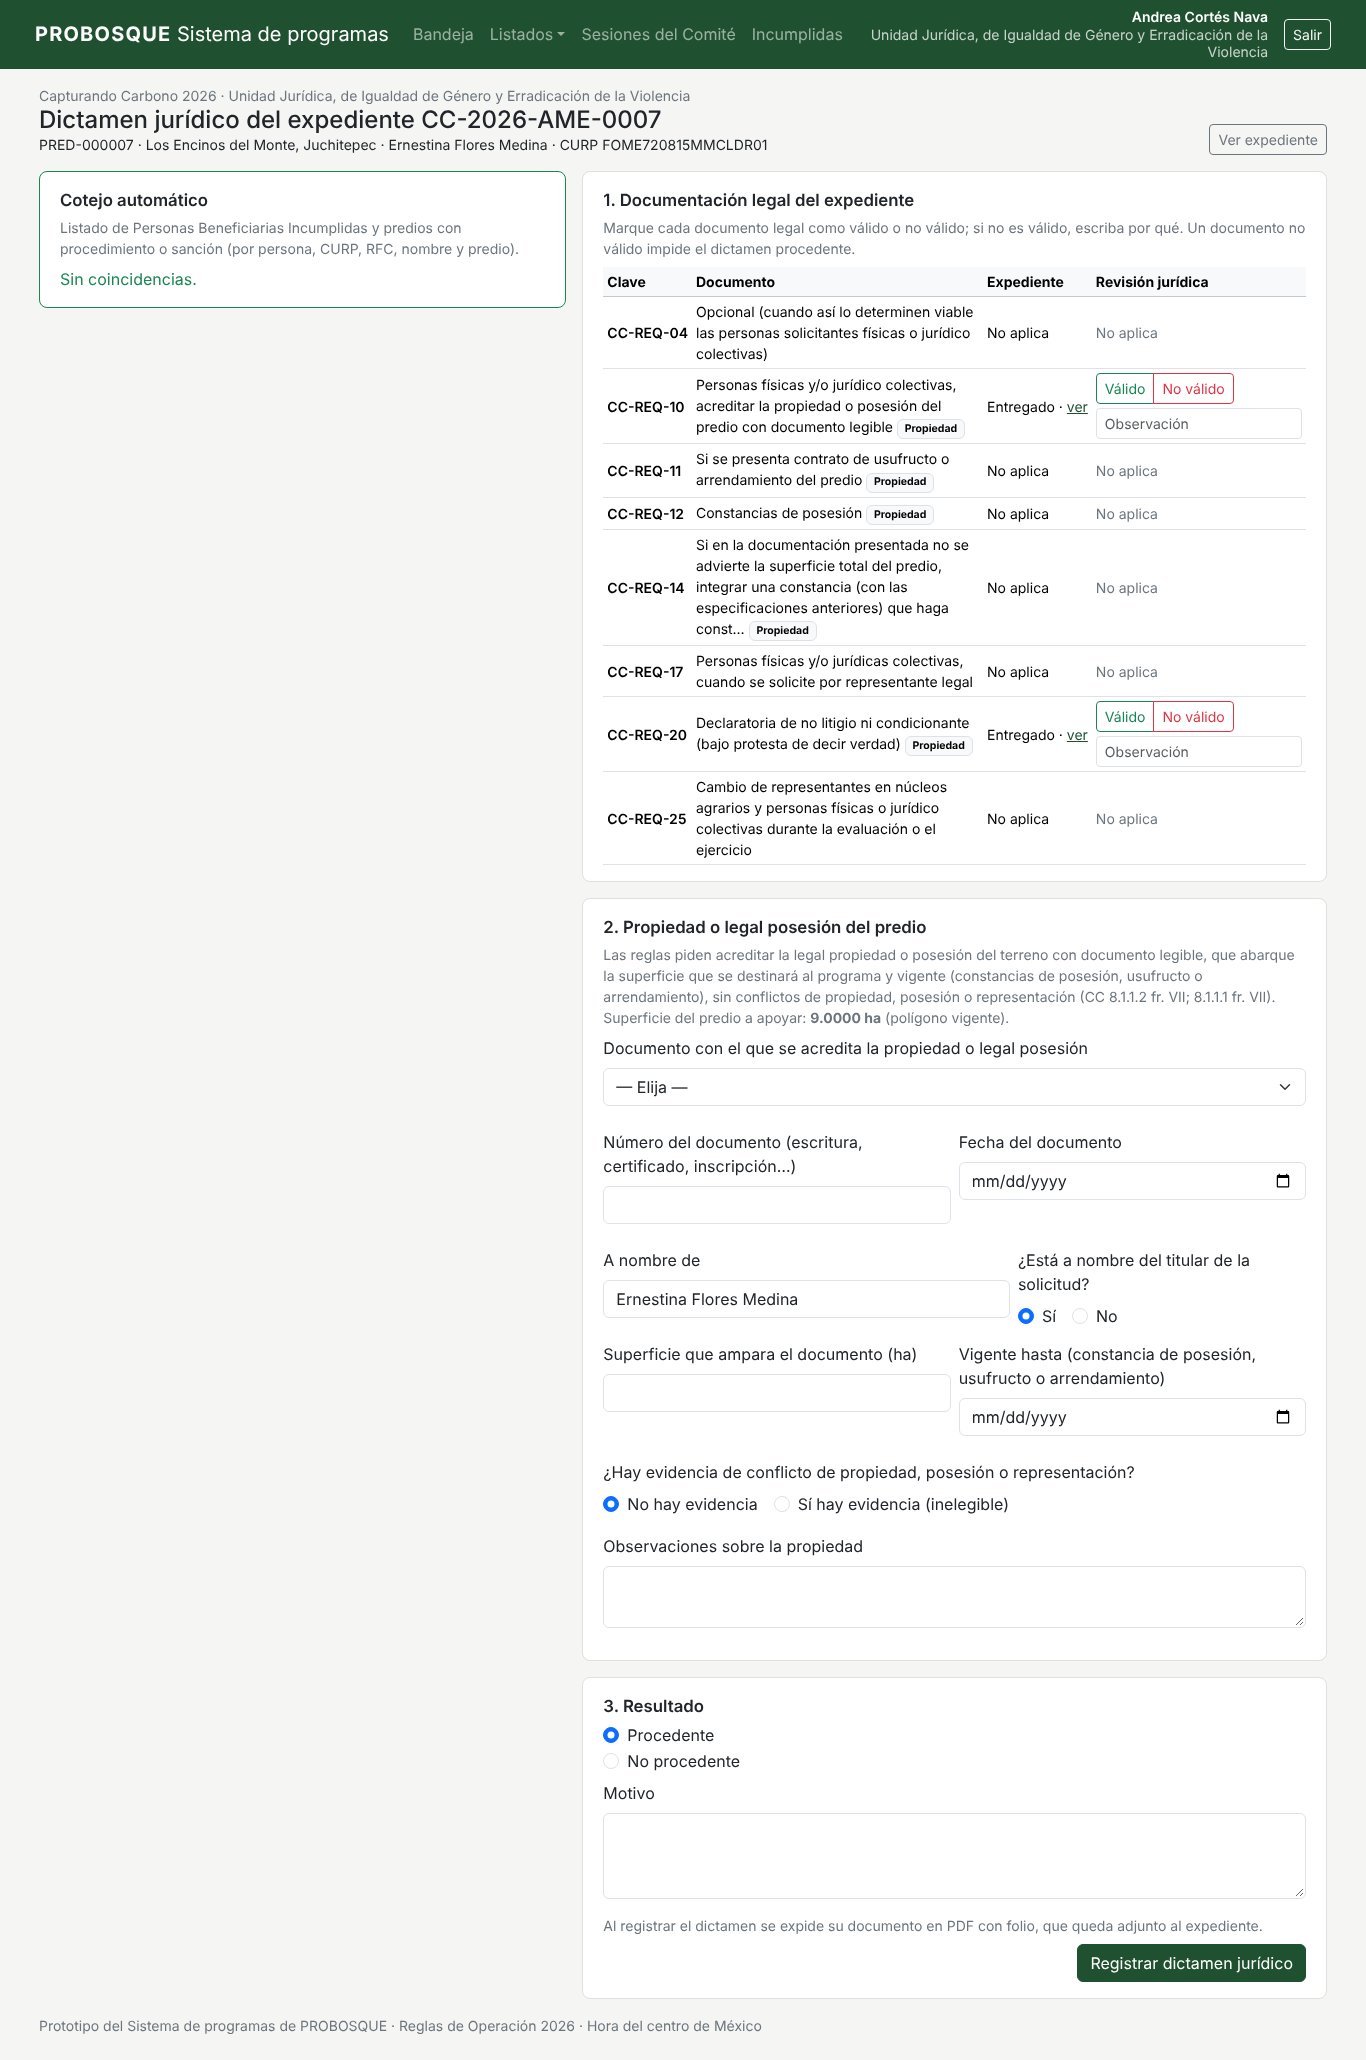 PROBOSQUE Sistema de programas
Bandeja
Listados
Sesiones del Comité
Incumplidas
Andrea Cortés Nava
Unidad Jurídica, de Igualdad de Género y Erradicación de la
Violencia
Salir
Capturando Carbono 2026 · Unidad Jurídica, de Igualdad de Género y Erradicación de la Violencia
Dictamen jurídico del expediente CC-2026-AME-0007
PRED-000007 · Los Encinos del Monte, Juchitepec · Ernestina Flores Medina · CURP FOME720815MMCLDR01
Ver expediente
Cotejo automático
Listado de Personas Beneficiarias Incumplidas y predios con
procedimiento o sanción (por persona, CURP, RFC, nombre y predio).
Sin coincidencias.
1. Documentación legal del expediente
Marque cada documento legal como válido o no válido; si no es válido, escriba por qué. Un documento no
válido impide el dictamen procedente.
Clave Documento Expediente Revisión jurídica
CC-REQ-04
Opcional (cuando así lo determinen viable
las personas solicitantes físicas o jurídico
colectivas)
No aplica
No aplica
CC-REQ-10
Personas físicas y/o jurídico colectivas,
acreditar la propiedad o posesión del
predio con documento legible Propiedad
Entregado · ver
Válido No válido
Observación
CC-REQ-11
Si se presenta contrato de usufructo o
arrendamiento del predio Propiedad
No aplica
No aplica
CC-REQ-12
Constancias de posesión Propiedad
No aplica
No aplica
CC-REQ-14
Si en la documentación presentada no se
advierte la superficie total del predio,
integrar una constancia (con las
especificaciones anteriores) que haga
const... Propiedad
No aplica
No aplica
CC-REQ-17
Personas físicas y/o jurídicas colectivas,
cuando se solicite por representante legal
No aplica
No aplica
CC-REQ-20
Declaratoria de no litigio ni condicionante
(bajo protesta de decir verdad) Propiedad
Entregado · ver
Válido No válido
Observación
CC-REQ-25
Cambio de representantes en núcleos
agrarios y personas físicas o jurídico
colectivas durante la evaluación o el
ejercicio
No aplica
No aplica
2. Propiedad o legal posesión del predio
Las reglas piden acreditar la legal propiedad o posesión del terreno con documento legible, que abarque
la superficie que se destinará al programa y vigente (constancias de posesión, usufructo o
arrendamiento), sin conflictos de propiedad, posesión o representación (CC 8.1.1.2 fr. VII; 8.1.1.1 fr. VII).
Superficie del predio a apoyar: 9.0000 ha (polígono vigente).
Documento con el que se acredita la propiedad o legal posesión
— Elija —
Número del documento (escritura,
certificado, inscripción...)
Fecha del documento
mm/dd/yyyy
A nombre de
Ernestina Flores Medina
¿Está a nombre del titular de la
solicitud?
Sí No
Superficie que ampara el documento (ha)
Vigente hasta (constancia de posesión,
usufructo o arrendamiento)
mm/dd/yyyy
¿Hay evidencia de conflicto de propiedad, posesión o representación?
No hay evidencia Sí hay evidencia (inelegible)
Observaciones sobre la propiedad
3. Resultado
Procedente
No procedente
Motivo
Al registrar el dictamen se expide su documento en PDF con folio, que queda adjunto al expediente.
Registrar dictamen jurídico
Prototipo del Sistema de programas de PROBOSQUE · Reglas de Operación 2026 · Hora del centro de México